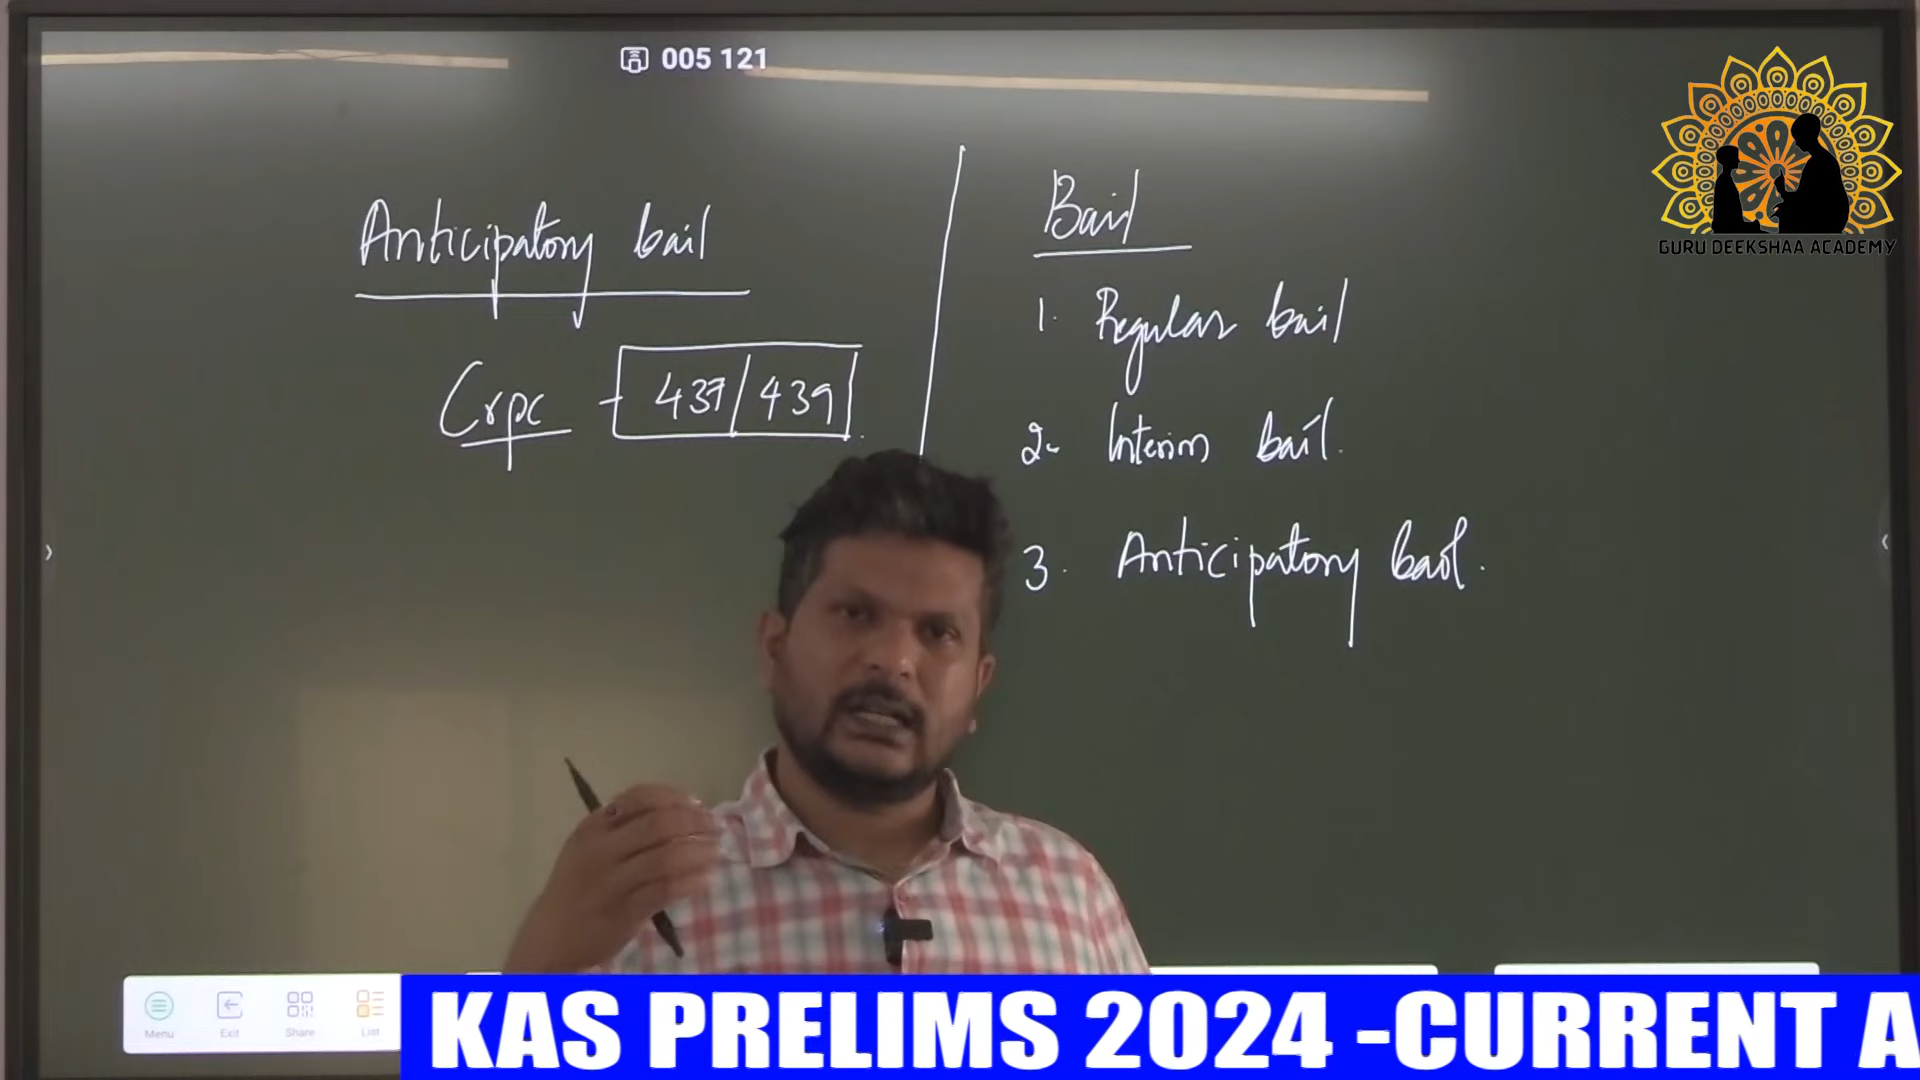 005 121
GURU DEEKSHAA ACADEMY
Anticipatory bail
Crpc - 437/439
Bail
1. Regular bail
2- Interim bail.
3. Anticipatory bail.
Menu
Exit
Share
List
KAS PRELIMS 2024 -CURRENT A